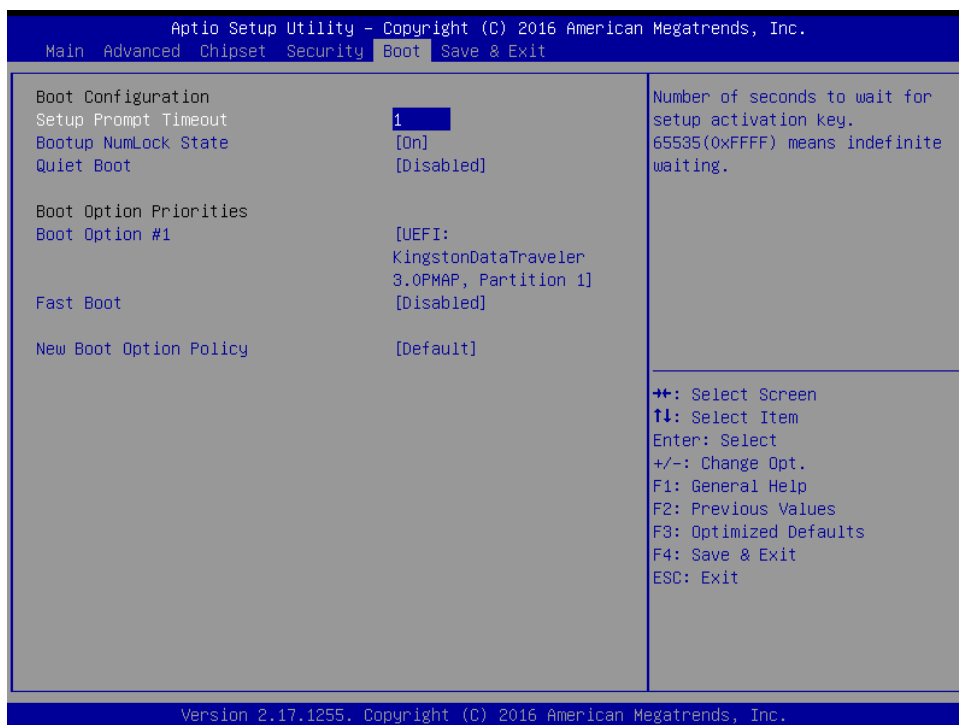 Aptio Setup Utility – Copyright (C) 2016 American Megatrends, Inc.
Main Advanced Chipset Security Boot Save & Exit
Boot Configuration
Setup Prompt Timeout 1
Bootup NumLock State [On]
Quiet Boot [Disabled]
Boot Option Priorities
Boot Option #1 [UEFI:
KingstonDataTraveler
3.0PMAP, Partition 1]
Fast Boot [Disabled]
New Boot Option Policy [Default]
Number of seconds to wait for
setup activation key.
65535(0xFFFF) means indefinite
waiting.
→←: Select Screen
↑↓: Select Item
Enter: Select
+/-: Change Opt.
F1: General Help
F2: Previous Values
F3: Optimized Defaults
F4: Save & Exit
ESC: Exit
Version 2.17.1255. Copyright (C) 2016 American Megatrends, Inc.